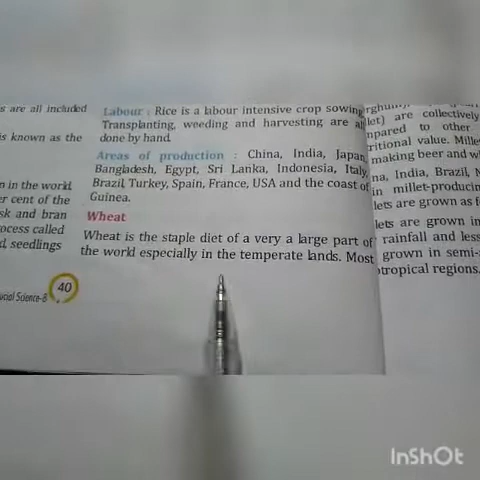 s are all included
is known as the
n in the world
er cent of the
sk and bran
ocess called
d, seedlings
ocial Science-8
40
Labour : Rice is a labour intensive crop sowing
Transplanting, weeding and harvesting are all
done by hand.
Areas of production : China, India, Japan,
Bangladesh, Egypt, Sri Lanka, Indonesia, Italy,
Brazil, Turkey, Spain, France, USA and the coast of
Guinea.
Wheat
Wheat is the staple diet of a very a large part of
the world especially in the temperate lands. Most
let) are collectively
npared to other
ritional value. Mille
making beer and wh
na, India, Brazil, N
in millet-producin
lets are grown as f
lets are grown in
rainfall and less
grown in semi-a
tropical regions.
InShOt